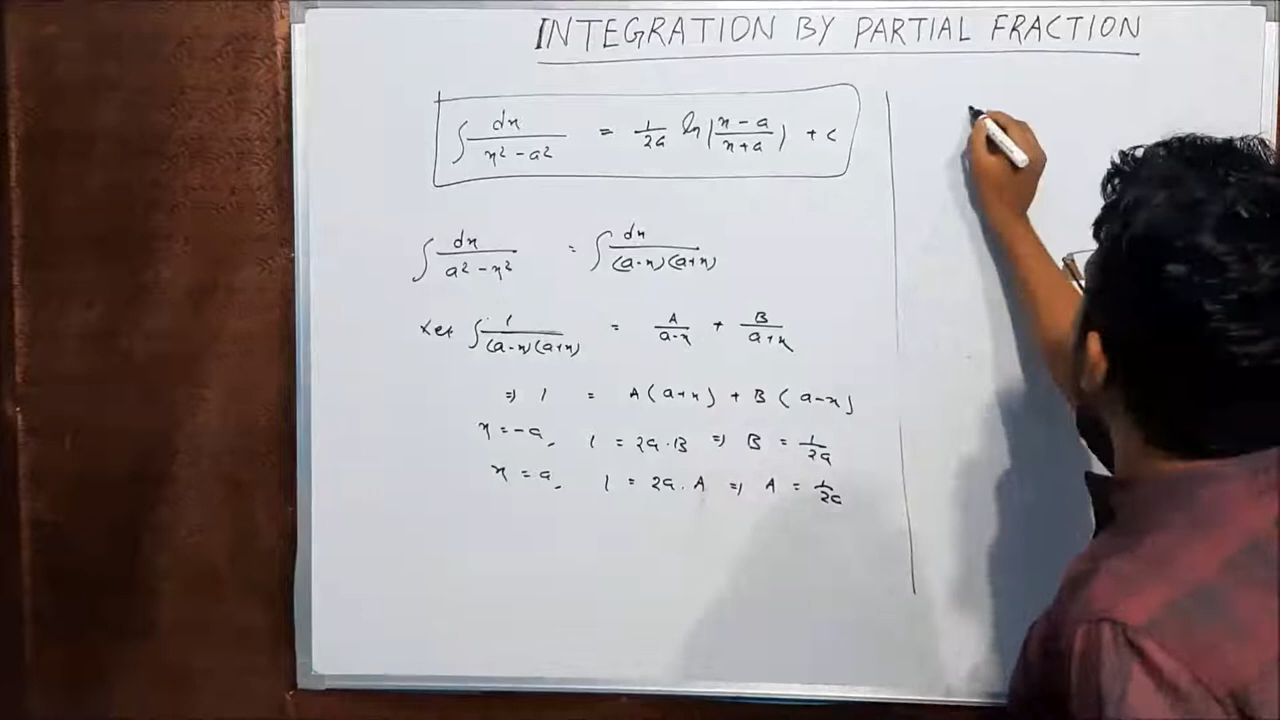 INTEGRATION BY PARTIAL FRACTION
∫ dx/(x² - a²) = 1/2a ln|(x - a)/(x + a)| + c
∫ dx/(a² - x²) = ∫ dx/((a-x)(a+x))
Let ∫ 1/((a-x)(a+x)) = A/(a-x) + B/(a+x)
⇒ 1 = A(a+x) + B(a-x)
x = -a, 1 = 2a.B ⇒ B = 1/2a
x = a, 1 = 2a.A ⇒ A = 1/2a